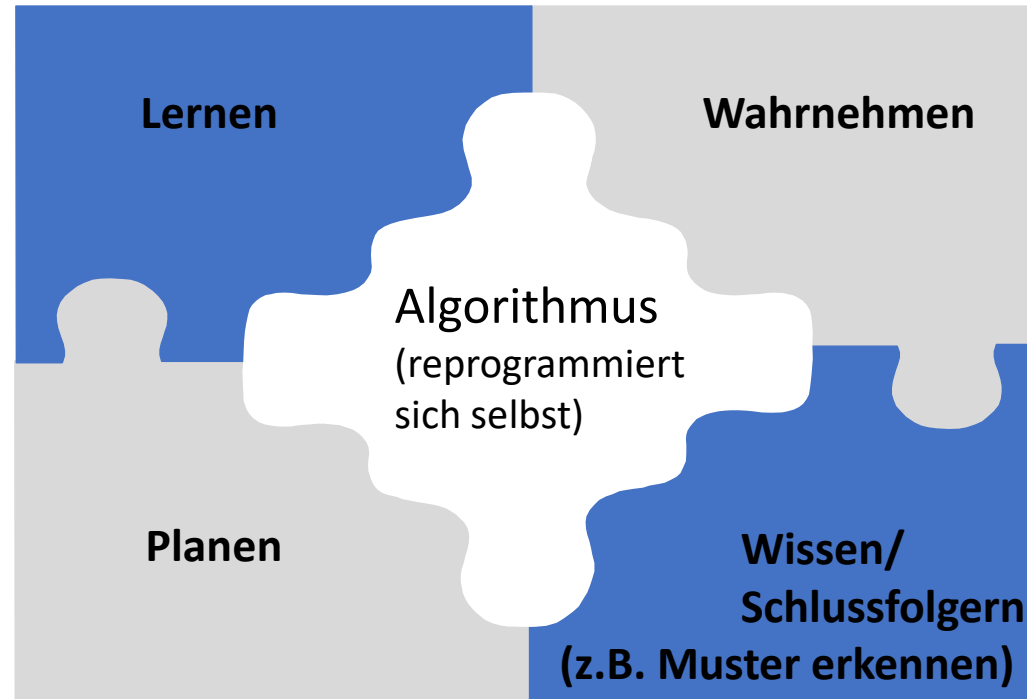 Lernen
Wahrnehmen
Algorithmus
(reprogrammiert
sich selbst)
Planen
Wissen/
Schlussfolgern
(z.B. Muster erkennen)